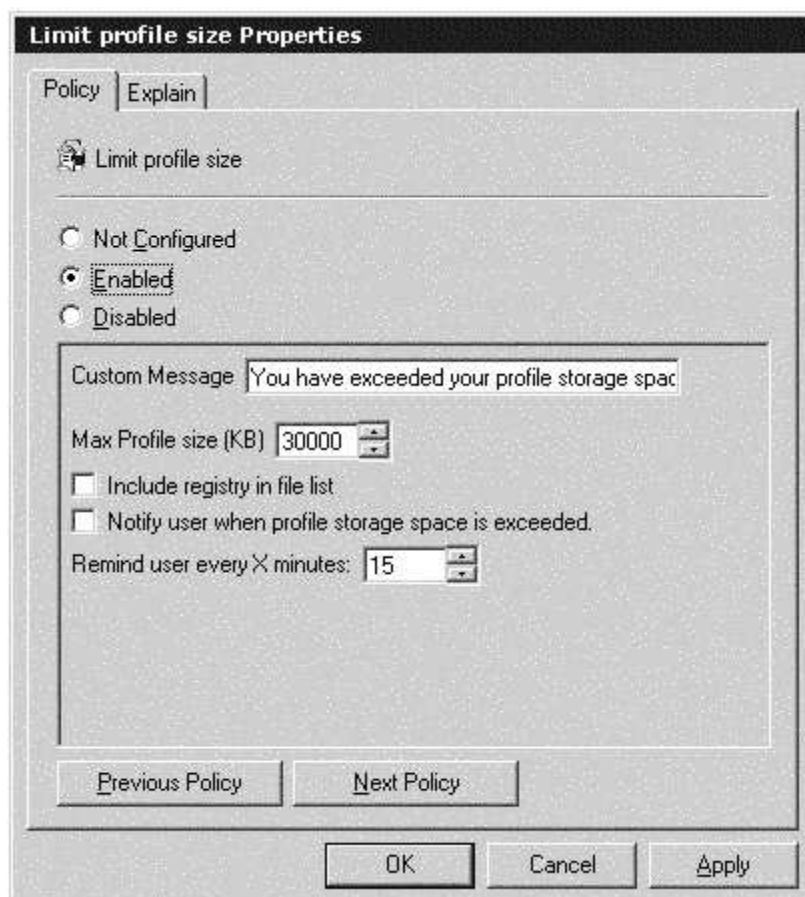 Limit profile size Properties
Policy Explain
Limit profile size
Not Configured
Enabled
Disabled
Custom Message You have exceeded your profile storage spac
Max Profile size (KB) 30000
Include registry in file list
Notify user when profile storage space is exceeded.
Remind user every X minutes: 15
Previous Policy Next Policy
OK Cancel Apply